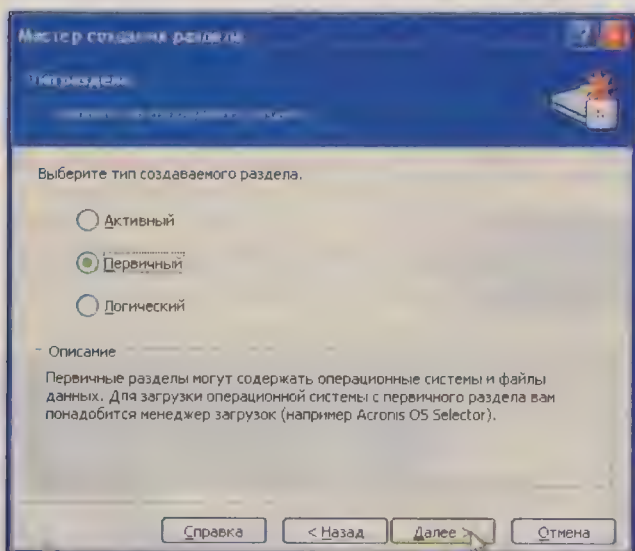 Мастер создания раздела
Тип раздела
Выберите тип создаваемого раздела.
Активный
Первичный
Логический
Описание
Первичные разделы могут содержать операционные системы и файлы
данных. Для загрузки операционной системы с первичного раздела вам
понадобится менеджер загрузок (например Acronis OS Selector).
Справка
< Назад
Далее >
Отмена